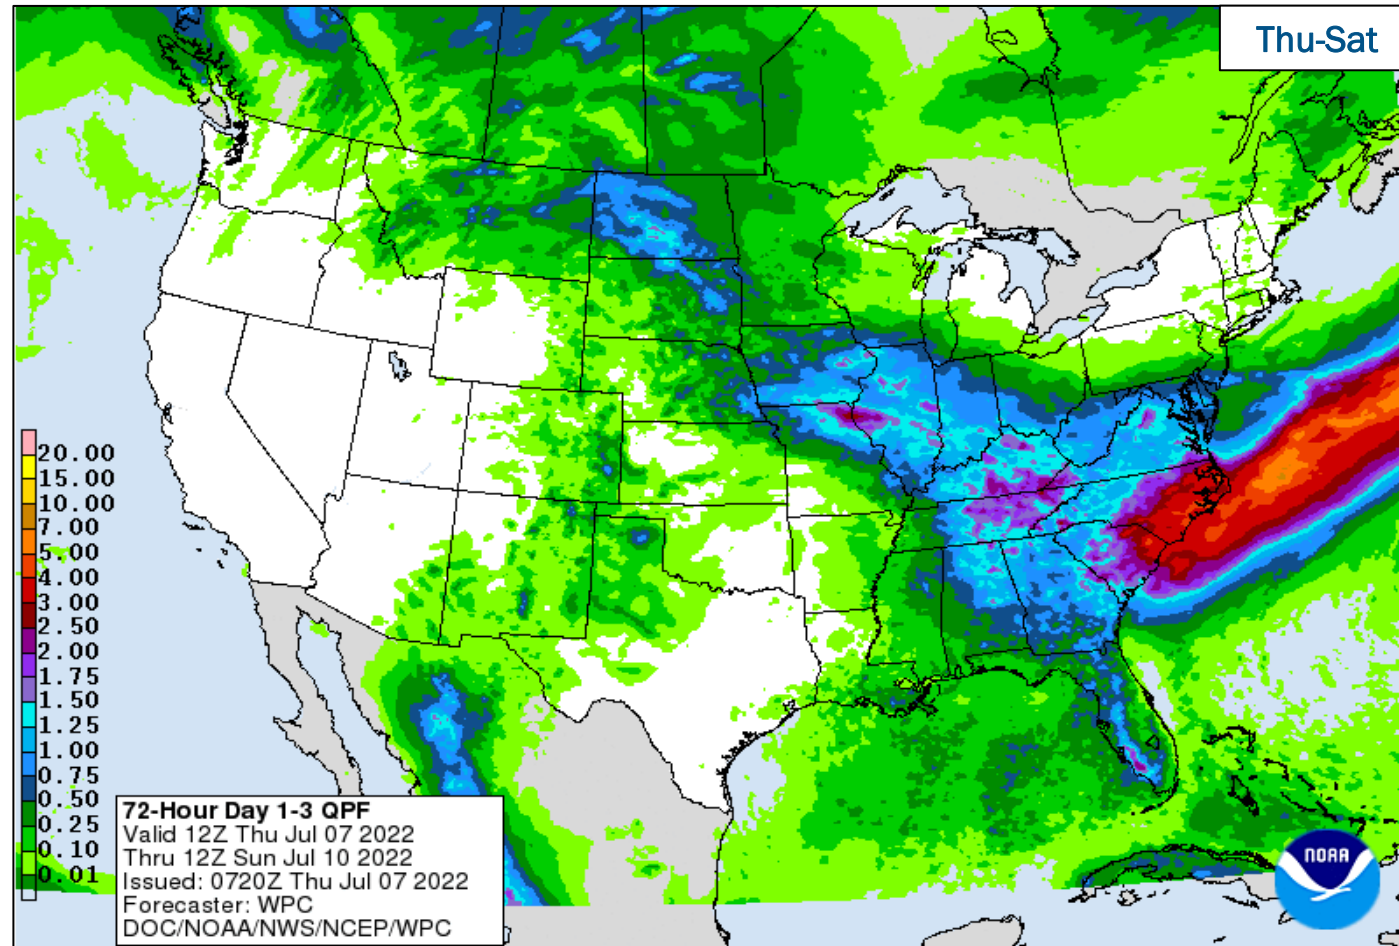 Thu-Sat
20.00
15.00
10.00
7.00
5.00
4.00
3.00
2.50
2.00
1.75
1.50
1.25
1.00
0.75
0.50
0.25
0.10
0.01
72-Hour Day 1-3 QPF
Valid 12Z Thu Jul 07 2022
Thru 12Z Sun Jul 10 2022
Issued: 0720Z Thu Jul 07 2022
Forecaster: WPC
DOC/NOAA/NWS/NCEP/WPC
NOAA